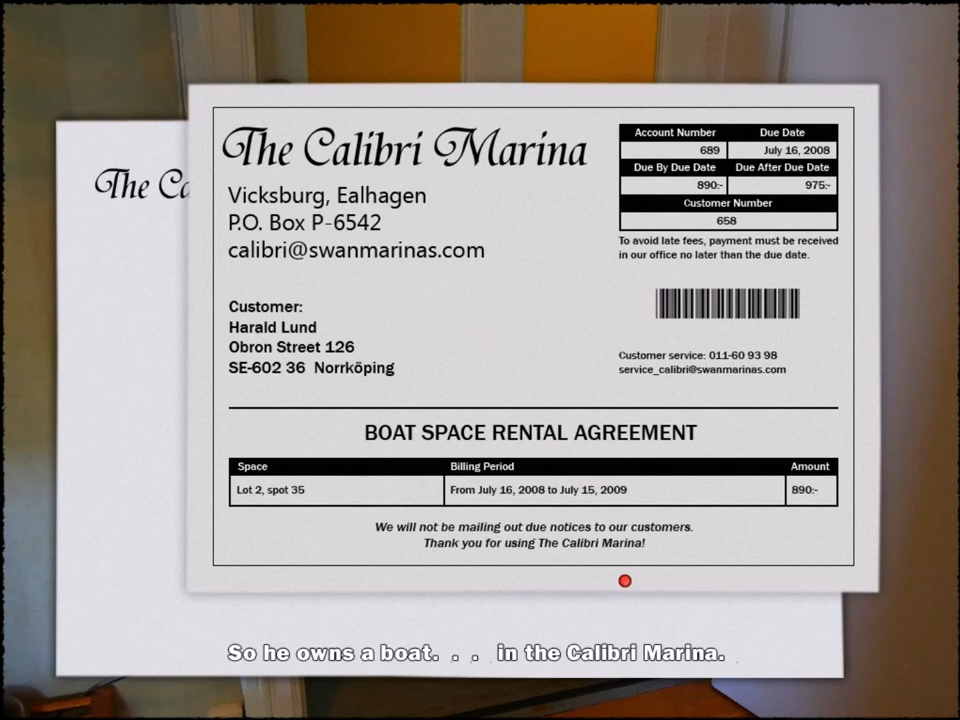 The Ca
The Calibri Marina
Vicksburg, Ealhagen
P.O. Box P-6542
calibri@swanmarinas.com
Account Number Due Date
689 July 16, 2008
Due By Due Date Due After Due Date
890:- 975:-
Customer Number
658
To avoid late fees, payment must be received
in our office no later than the due date.
Customer:
Harald Lund
Obron Street 126
SE-602 36 Norrköping
Customer service: 011-60 93 98
service_calibri@swanmarinas.com
BOAT SPACE RENTAL AGREEMENT
Space Billing Period Amount
Lot 2, spot 35 From July 16, 2008 to July 15, 2009 890:-
We will not be mailing out due notices to our customers.
Thank you for using The Calibri Marina!
So he owns a boat. . . in the Calibri Marina.